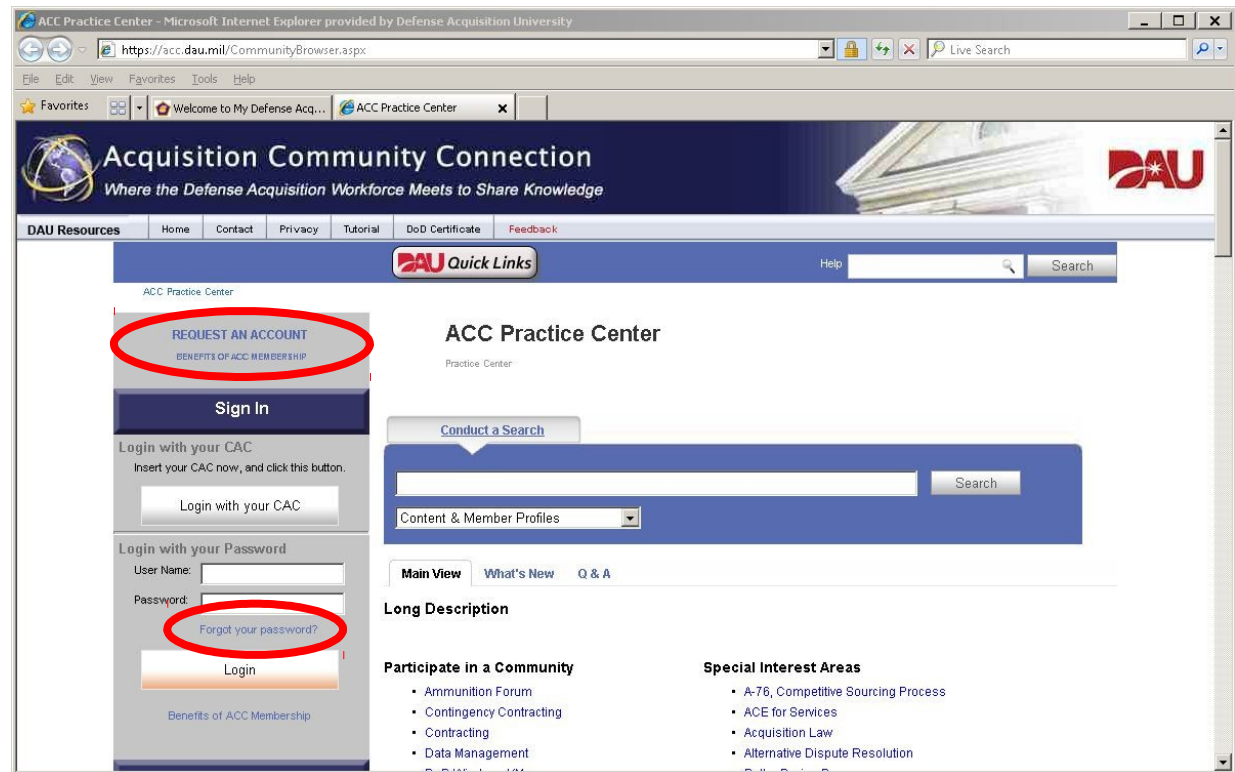 ACC Practice Center - Microsoft Internet Explorer provided by Defense Acquisition University
https://acc.dau.mil/CommunityBrowser.aspx
Live Search
File Edit View Favorites Tools Help
Favorites
Welcome to My Defense Acq...
ACC Practice Center
Acquisition Community Connection
Where the Defense Acquisition Workforce Meets to Share Knowledge
DAU
DAU Resources Home Contact Privacy Tutorial DoD Certificate Feedback
DAU Quick Links
Help
Search
ACC Practice Center
REQUEST AN ACCOUNT
BENEFITS OF ACC MEMBERSHIP
Sign In
Login with your CAC
Insert your CAC now, and click this button.
Login with your CAC
Login with your Password
User Name:
Password:
Forgot your password?
Login
Benefits of ACC Membership
ACC Practice Center
Practice Center
Conduct a Search
Search
Content & Member Profiles
Main View What's New Q & A
Long Description
Participate in a Community
• Ammunition Forum
• Contingency Contracting
• Contracting
• Data Management
Special Interest Areas
• A-76, Competitive Sourcing Process
• ACE for Services
• Acquisition Law
• Alternative Dispute Resolution